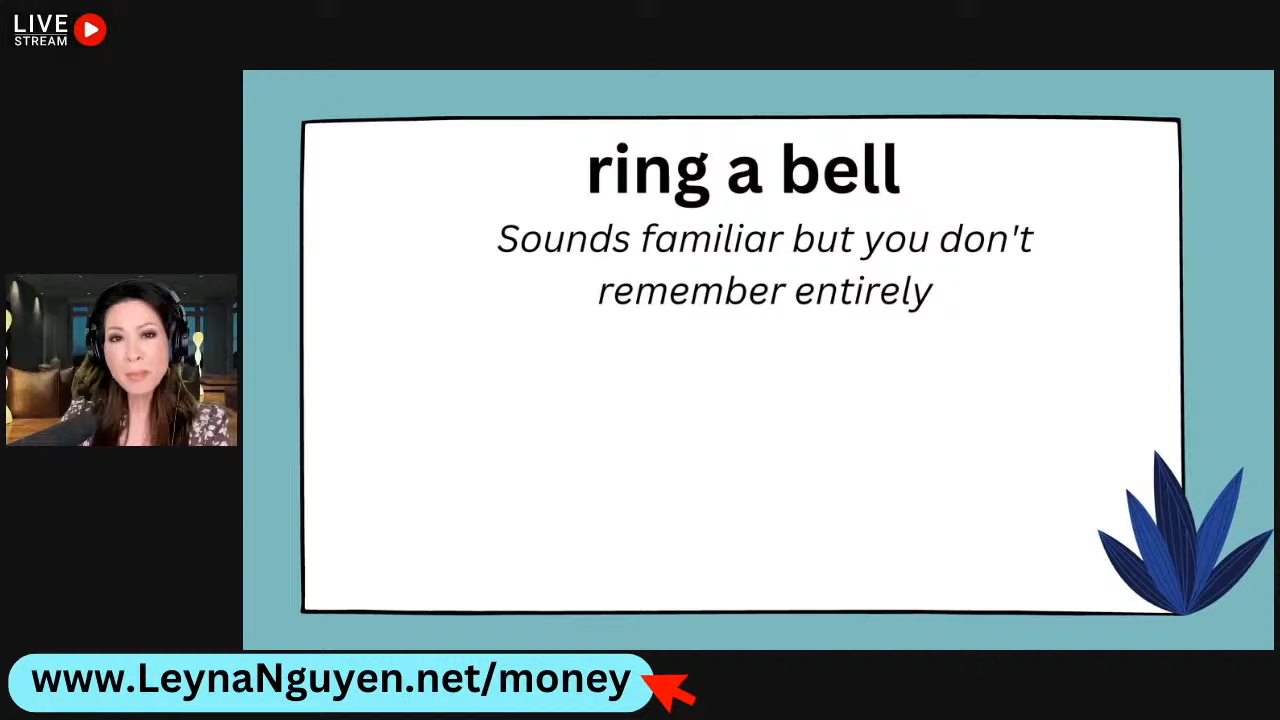 LIVE
STREAM
ring a bell
Sounds familiar but you don't
remember entirely
www.LeynaNguyen.net/money